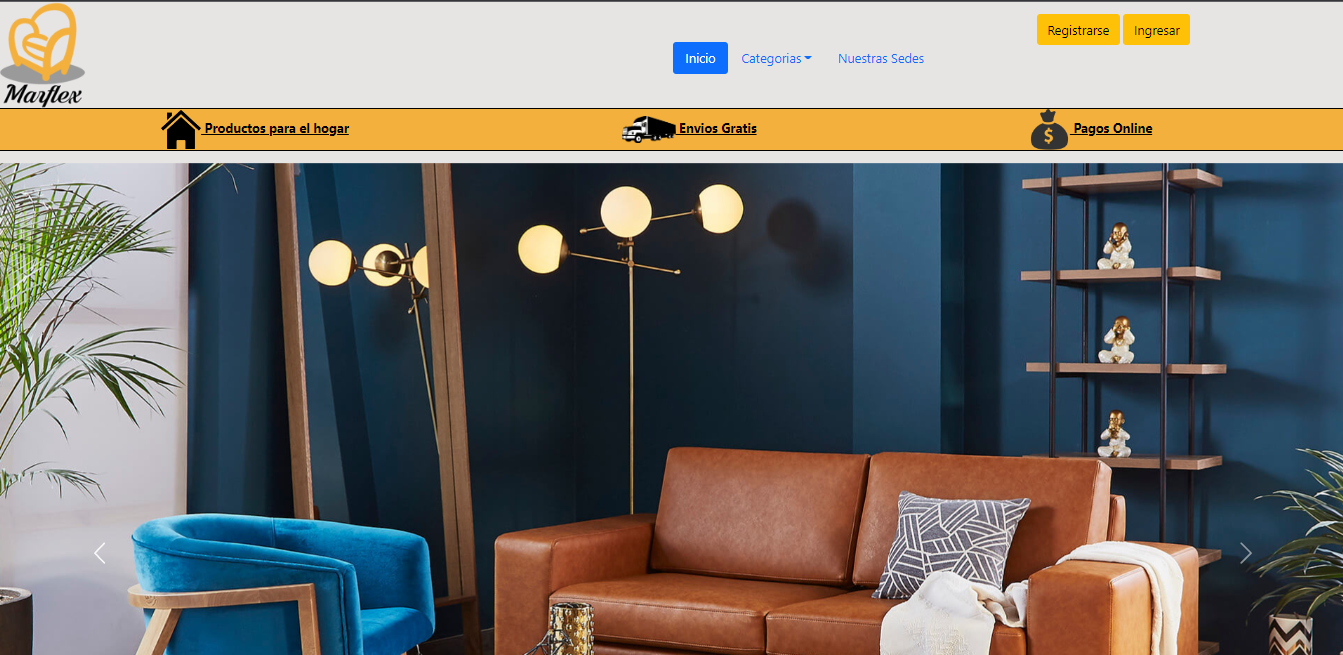 Marflex
Registrarse Ingresar
Inicio Categorias Nuestras Sedes
Productos para el hogar Envios Gratis $ Pagos Online